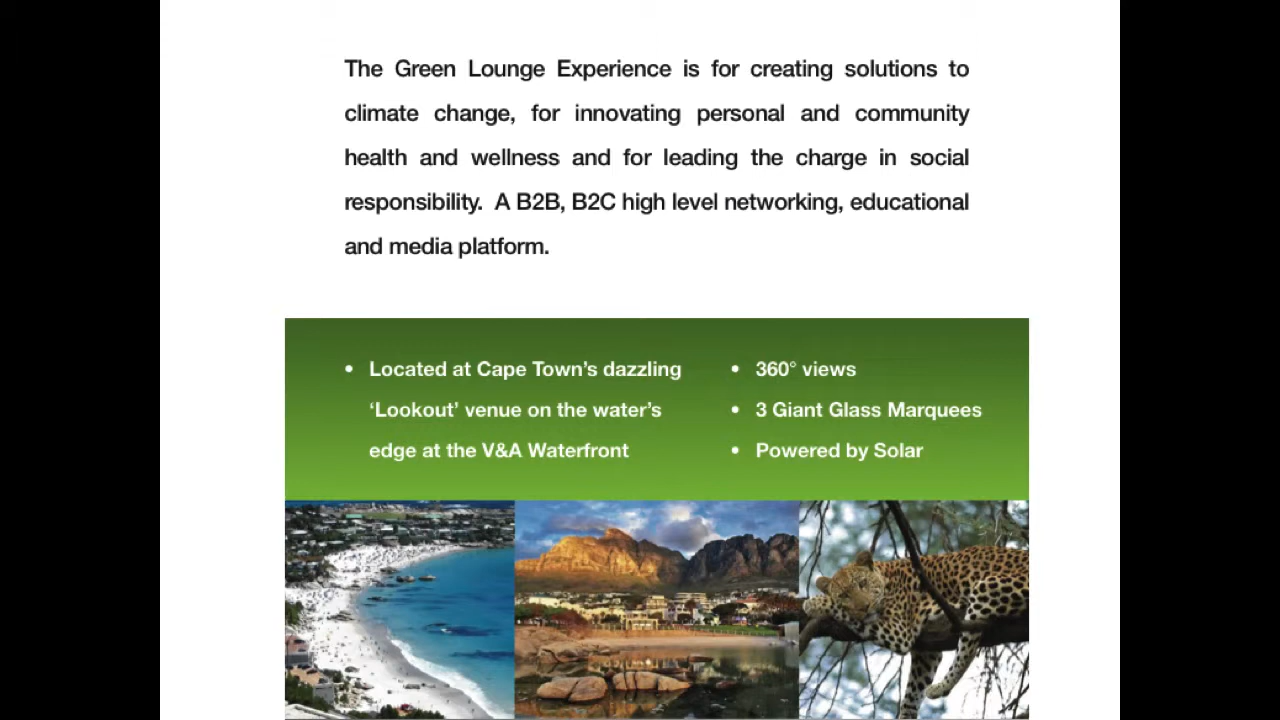 The Green Lounge Experience is for creating solutions to
climate change, for innovating personal and community
health and wellness and for leading the charge in social
responsibility. A B2B, B2C high level networking, educational
and media platform.
• Located at Cape Town’s dazzling
‘Lookout’ venue on the water’s
edge at the V&A Waterfront
• 360° views
• 3 Giant Glass Marquees
• Powered by Solar